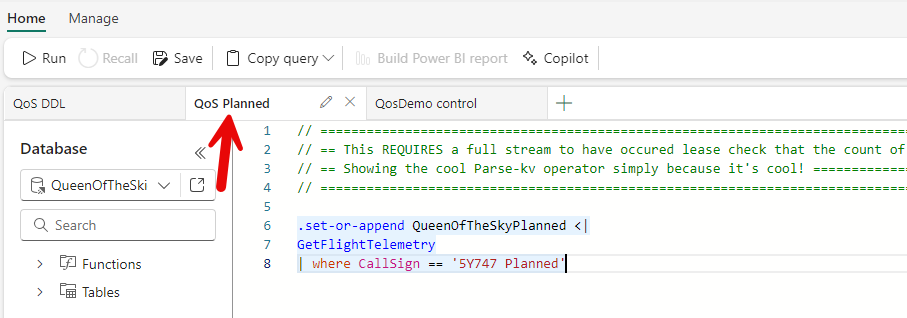 Home Manage
Run Recall Save Copy query Build Power BI report Copilot
QoS DDL QoS Planned QosDemo control
Database
QueenOfTheSki
Search
Functions
Tables
1 // ==============================================================================
2 // == This REQUIRES a full stream to have occured lease check that the count of
3 // == Showing the cool Parse-kv operator simply because it's cool! =============
4 // ==============================================================================
5
6 .set-or-append QueenOfTheSkyPlanned <|
7 GetFlightTelemetry
8 | where CallSign == '5Y747 Planned'